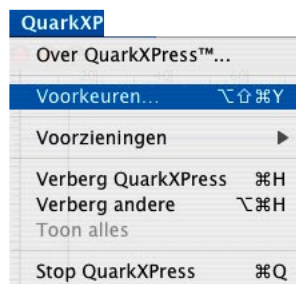 QuarkXP
Over QuarkXPress™...
Voorkeuren... ⌥⇧⌘Y
Voorzieningen ▶
Verberg QuarkXPress ⌘H
Verberg andere ⌥⌘H
Toon alles
Stop QuarkXPress ⌘Q